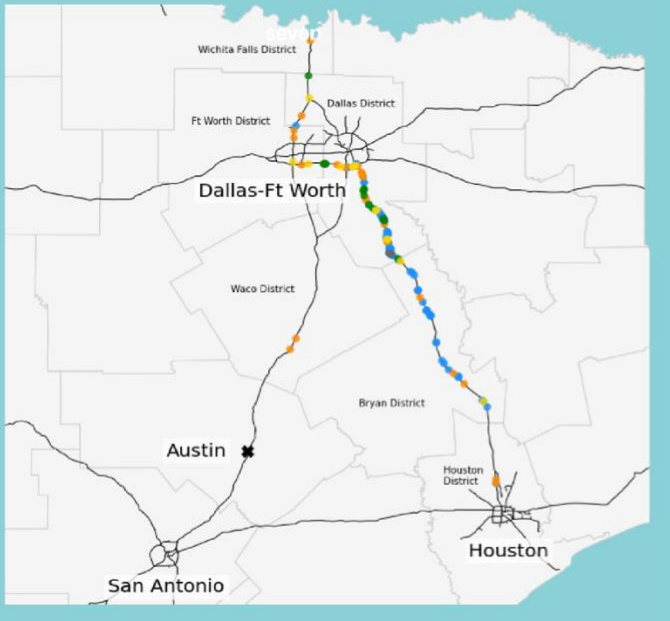 seven
Wichita Falls District
Dallas District
Ft Worth District
Dallas-Ft Worth
Waco District
Bryan District
Austin
Houston
District
Houston
San Antonio